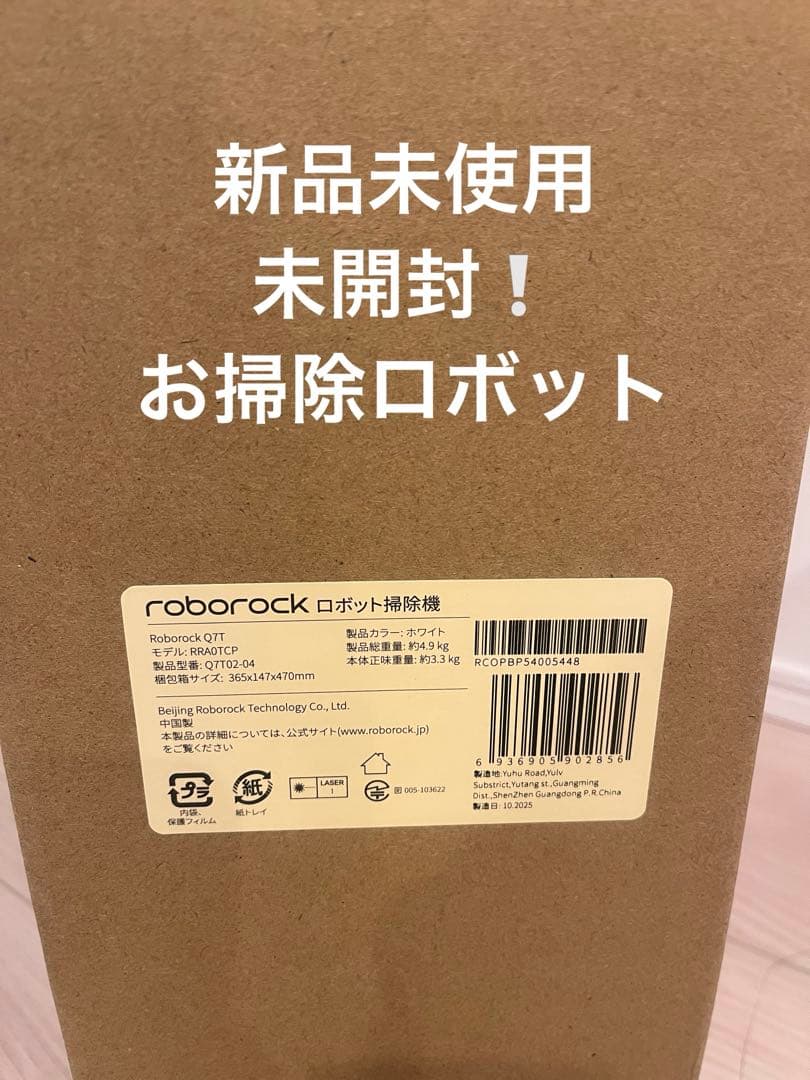 新品未使用
未開封❕
お掃除ロボット
roborock ロボット掃除機
Roborock Q7T
モデル: RRA0TCP
製品型番: Q7T02-04
梱包箱サイズ: 365x147x470mm
製品カラー: ホワイト
製品総重量: 約4.9 kg
本体正味重量: 約3.3 kg
RCOPBP54005448
Beijing Roborock Technology Co., Ltd.
中国製
本製品の詳細については、公式サイト(www.roborock.jp)
をご覧ください
6 936905 902856
製造地:Yuhu Road,Yulv
Substrict,Yutang st.,Guangming
Dist.,ShenZhen Guangdong P.R.China
製造日: 10.2025
プラ
内袋、
保護フィルム
紙
紙トレイ
LASER
1
図 005-103622